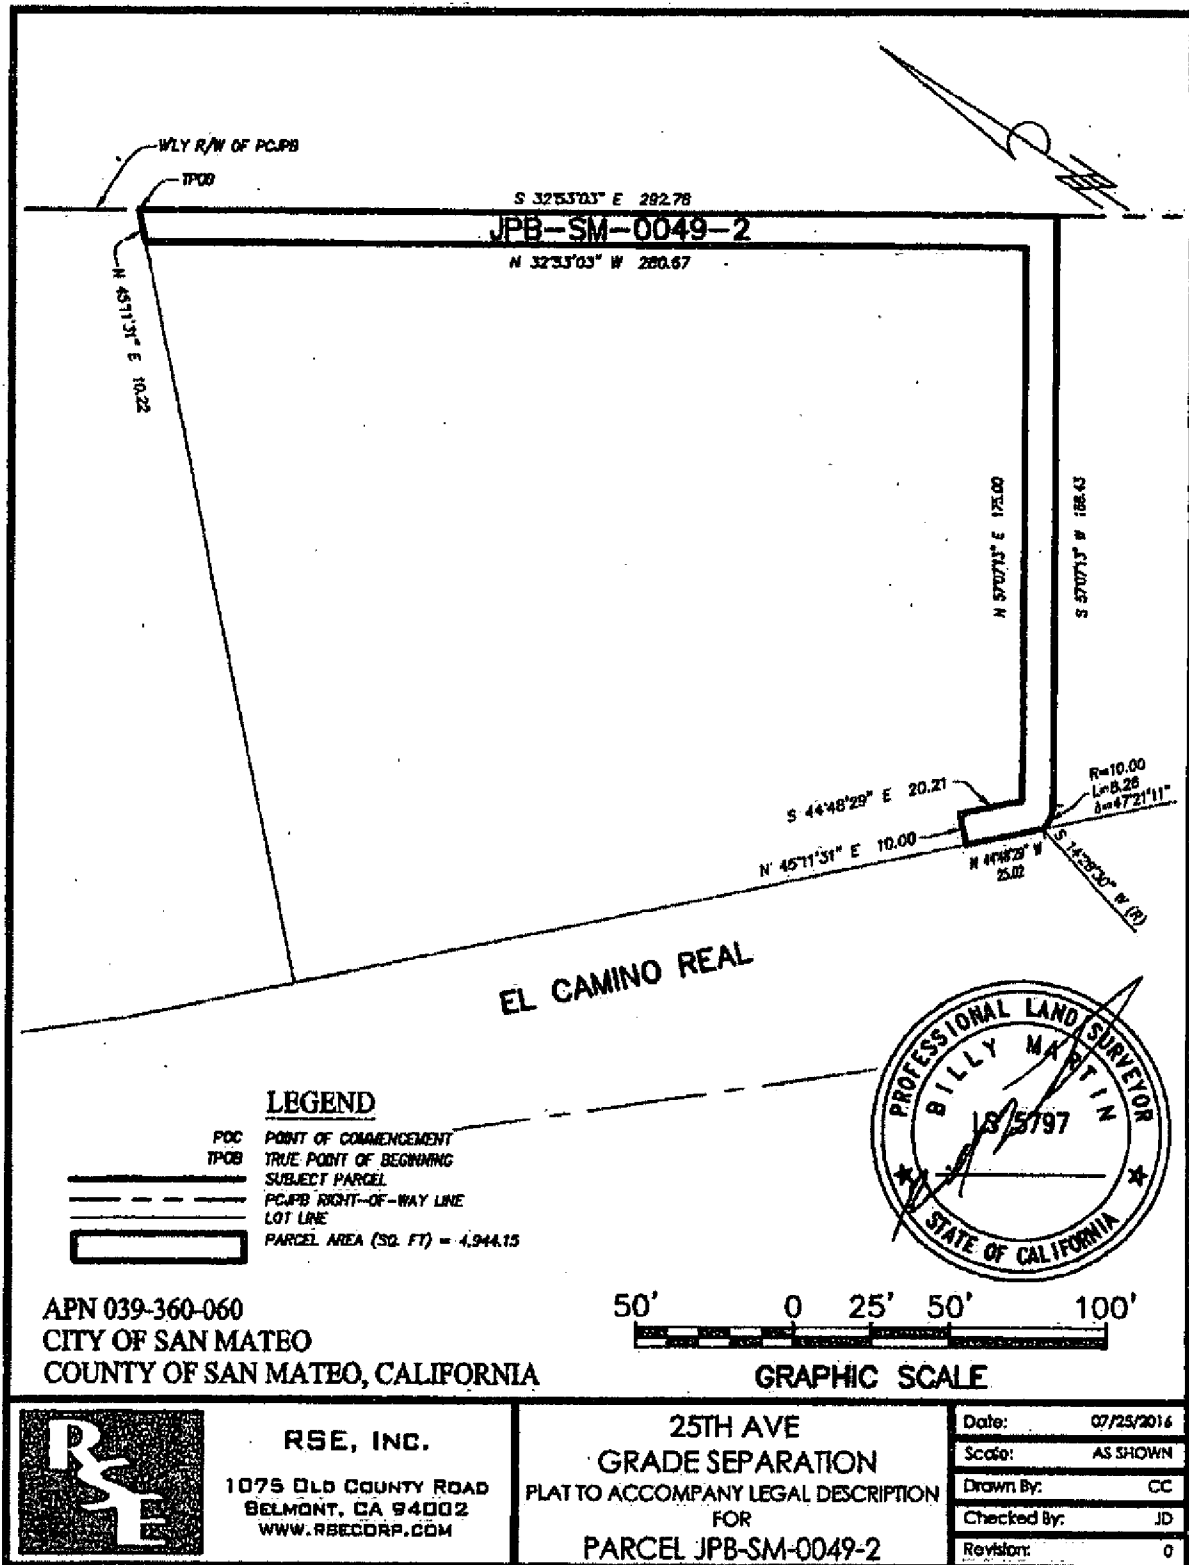 WLY R/W OF PCJPB
TPOB
S 32°53'03" E 292.78
JPB-SM-0049-2
N 32°53'03" W 280.67
N 45°11'31" E 10.22
N 57°07'13" E 175.00
S 57°07'13" W 188.43
R=10.00
L=8.26
Δ=47°21'11"
S 44°48'29" E 20.21
N 45°11'31" E 10.00
N 44°48'29" W
25.02
S 14°28'30" W (R)
EL CAMINO REAL
PROFESSIONAL LAND SURVEYOR
BILLY MARTIN
LS 5797
STATE OF CALIFORNIA
LEGEND
POC POINT OF COMMENCEMENT
TPOB TRUE POINT OF BEGINNING
SUBJECT PARCEL
PCJPB RIGHT-OF-WAY LINE
LOT LINE
PARCEL AREA (SQ. FT) = 4,944.15
APN 039-360-060
CITY OF SAN MATEO
COUNTY OF SAN MATEO, CALIFORNIA
50' 0 25' 50' 100'
GRAPHIC SCALE
RSE
RSE, INC.
1075 OLD COUNTY ROAD
BELMONT, CA 94002
WWW.RSECORP.COM
25TH AVE
GRADE SEPARATION
PLAT TO ACCOMPANY LEGAL DESCRIPTION
FOR
PARCEL JPB-SM-0049-2
Date: 07/25/2016
Scale: AS SHOWN
Drawn By: CC
Checked By: JD
Revision: 0